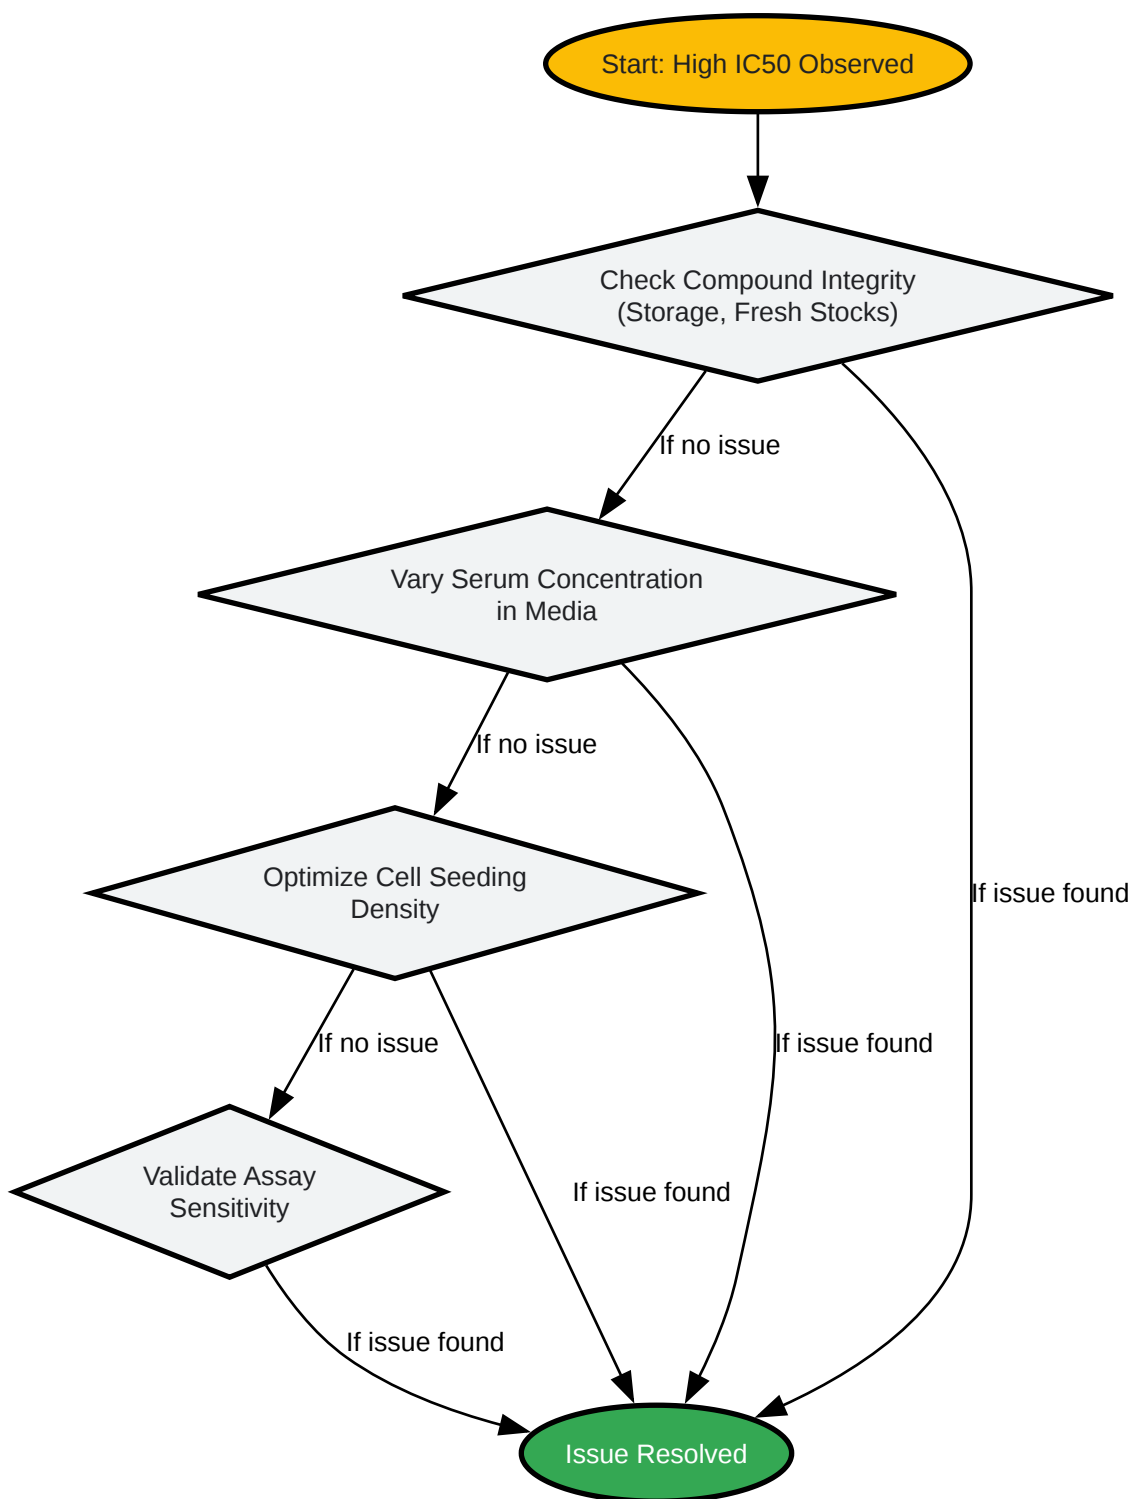 Start: High IC50 Observed
Check Compound Integrity
(Storage, Fresh Stocks)
If no issue
Vary Serum Concentration
in Media
If no issue
Optimize Cell Seeding
Density
If issue found
If no issue
If issue found
Validate Assay
Sensitivity
If issue found
If issue found
Issue Resolved